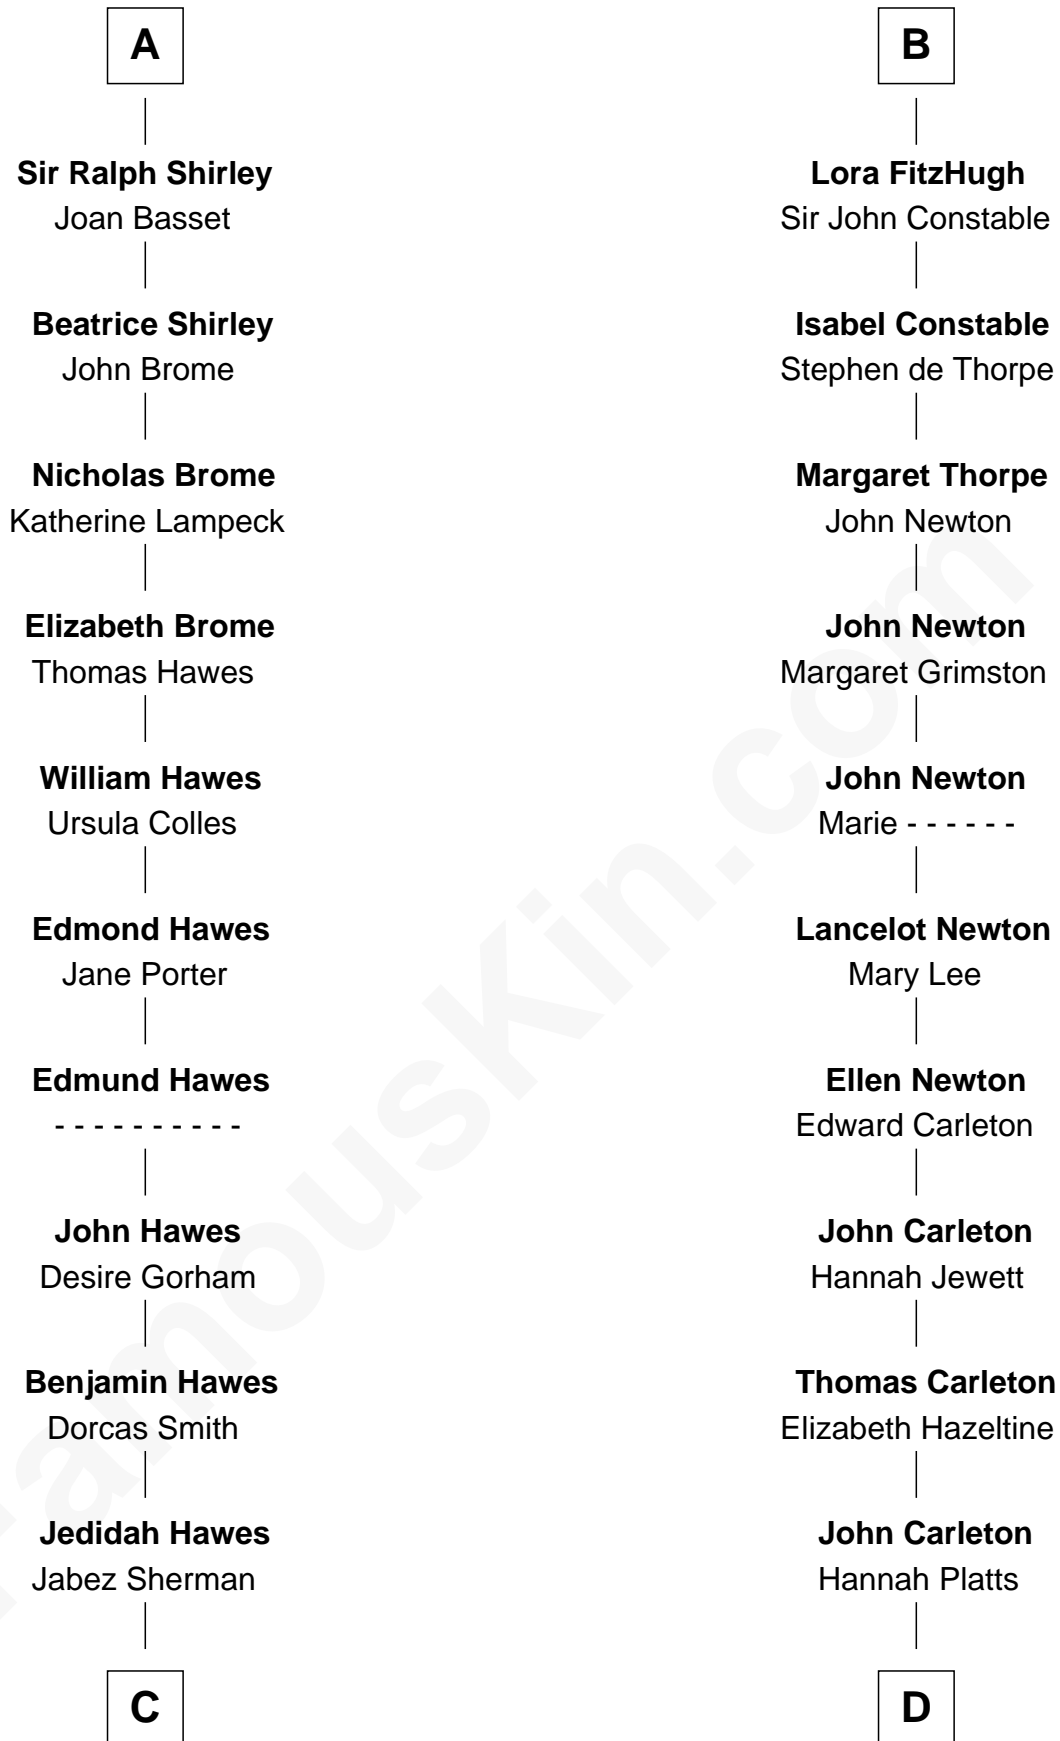 A
Sir Ralph Shirley
Joan Basset
Beatrice Shirley
John Brome
Nicholas Brome
Katherine Lampeck
Elizabeth Brome
Thomas Hawes
William Hawes
Ursula Colles
Edmond Hawes
Jane Porter
Edmund Hawes
- - - - - - - - - -
John Hawes
Desire Gorham
Benjamin Hawes
Dorcas Smith
Jedidah Hawes
Jabez Sherman
C
B
Lora FitzHugh
Sir John Constable
Isabel Constable
Stephen de Thorpe
Margaret Thorpe
John Newton
John Newton
Margaret Grimston
John Newton
Marie - - - - - -
Lancelot Newton
Mary Lee
Ellen Newton
Edward Carleton
John Carleton
Hannah Jewett
Thomas Carleton
Elizabeth Hazeltine
John Carleton
Hannah Platts
D
FamousKin.com